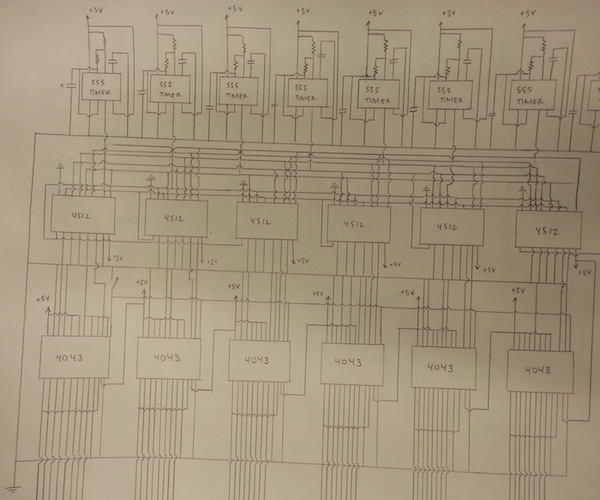 +5V +5V +5V +5V +5V +5V +5V
555 555 555 555 555 555 555
TIMER TIMER TIMER TIMER TIMER TIMER TIMER
C
4512 4512 4512 4512 4512 4512
+5V +5V +5V +5V +5V +5V
+5V +5V +5V +5V +5V +5V
4043 4043 4043 4043 4043 4043